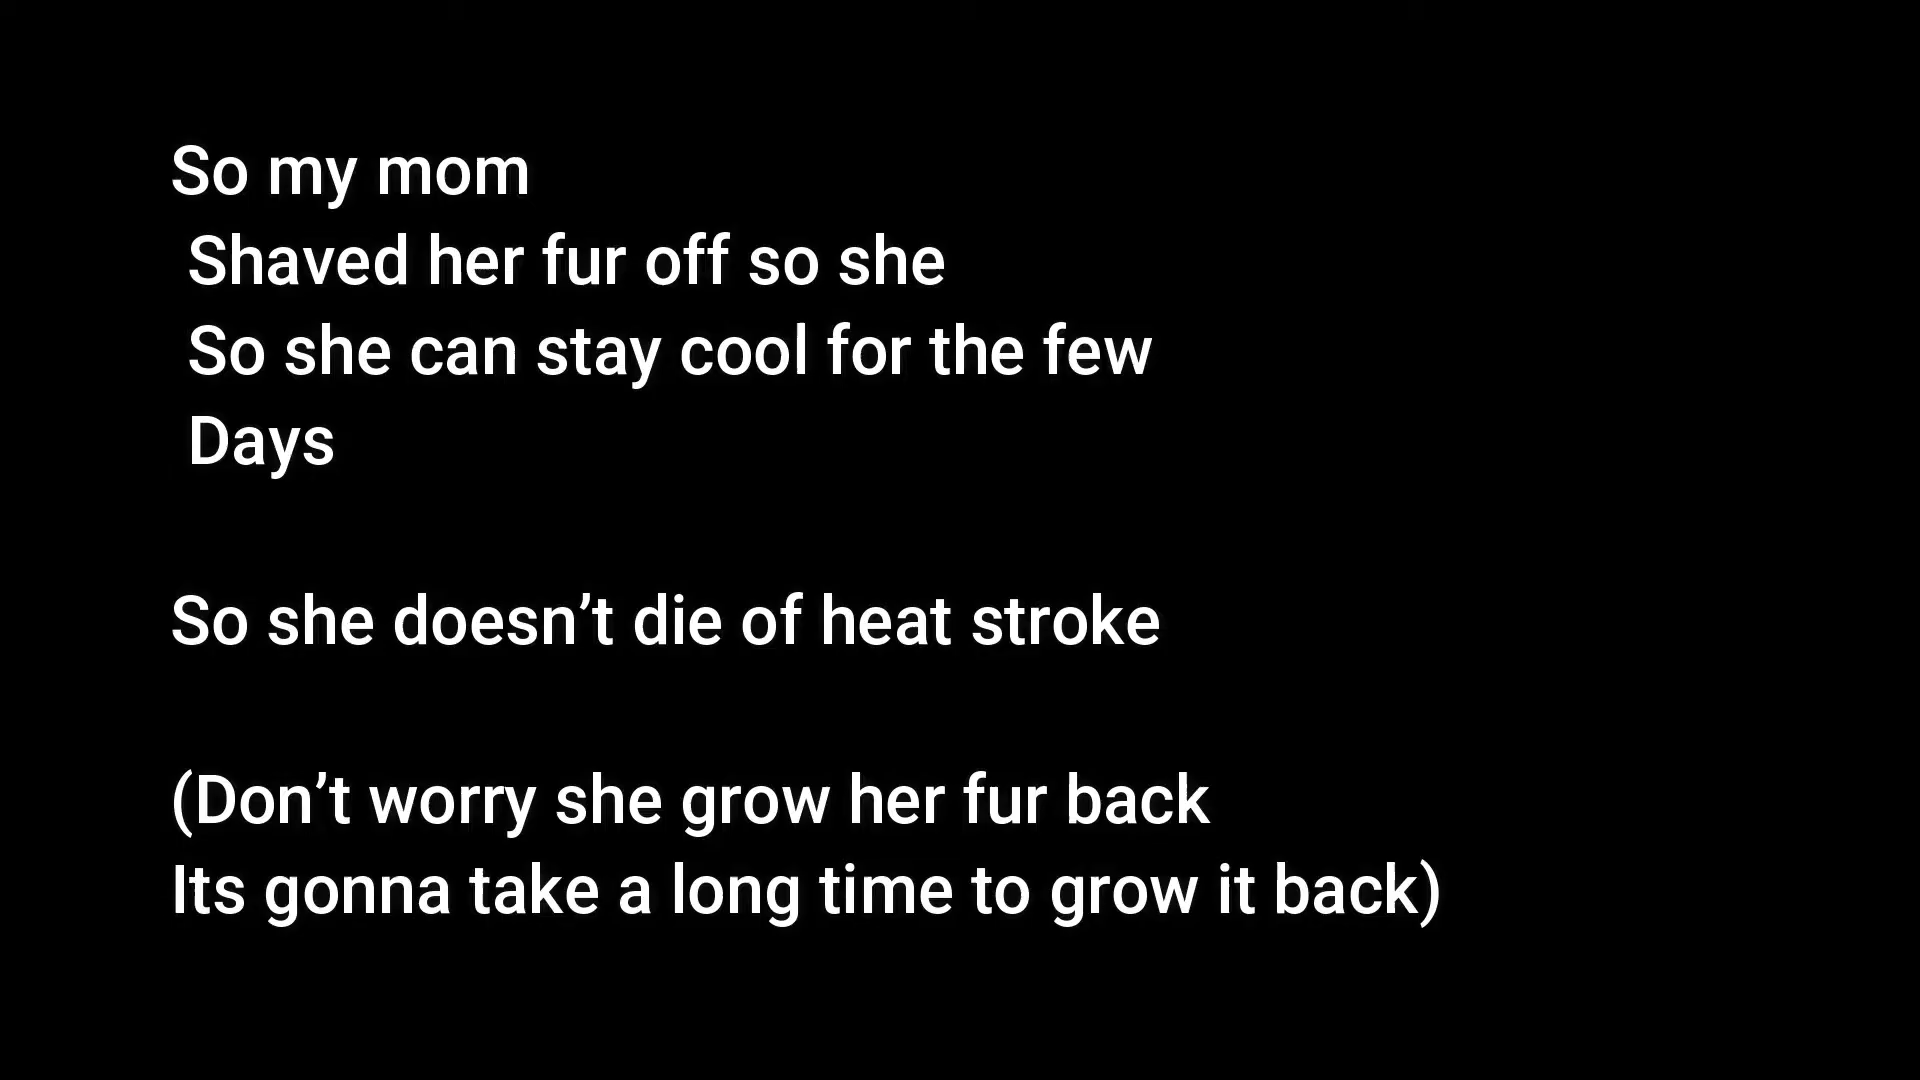 So my mom
Shaved her fur off so she
So she can stay cool for the few
Days
So she doesn’t die of heat stroke
(Don’t worry she grow her fur back
Its gonna take a long time to grow it back)